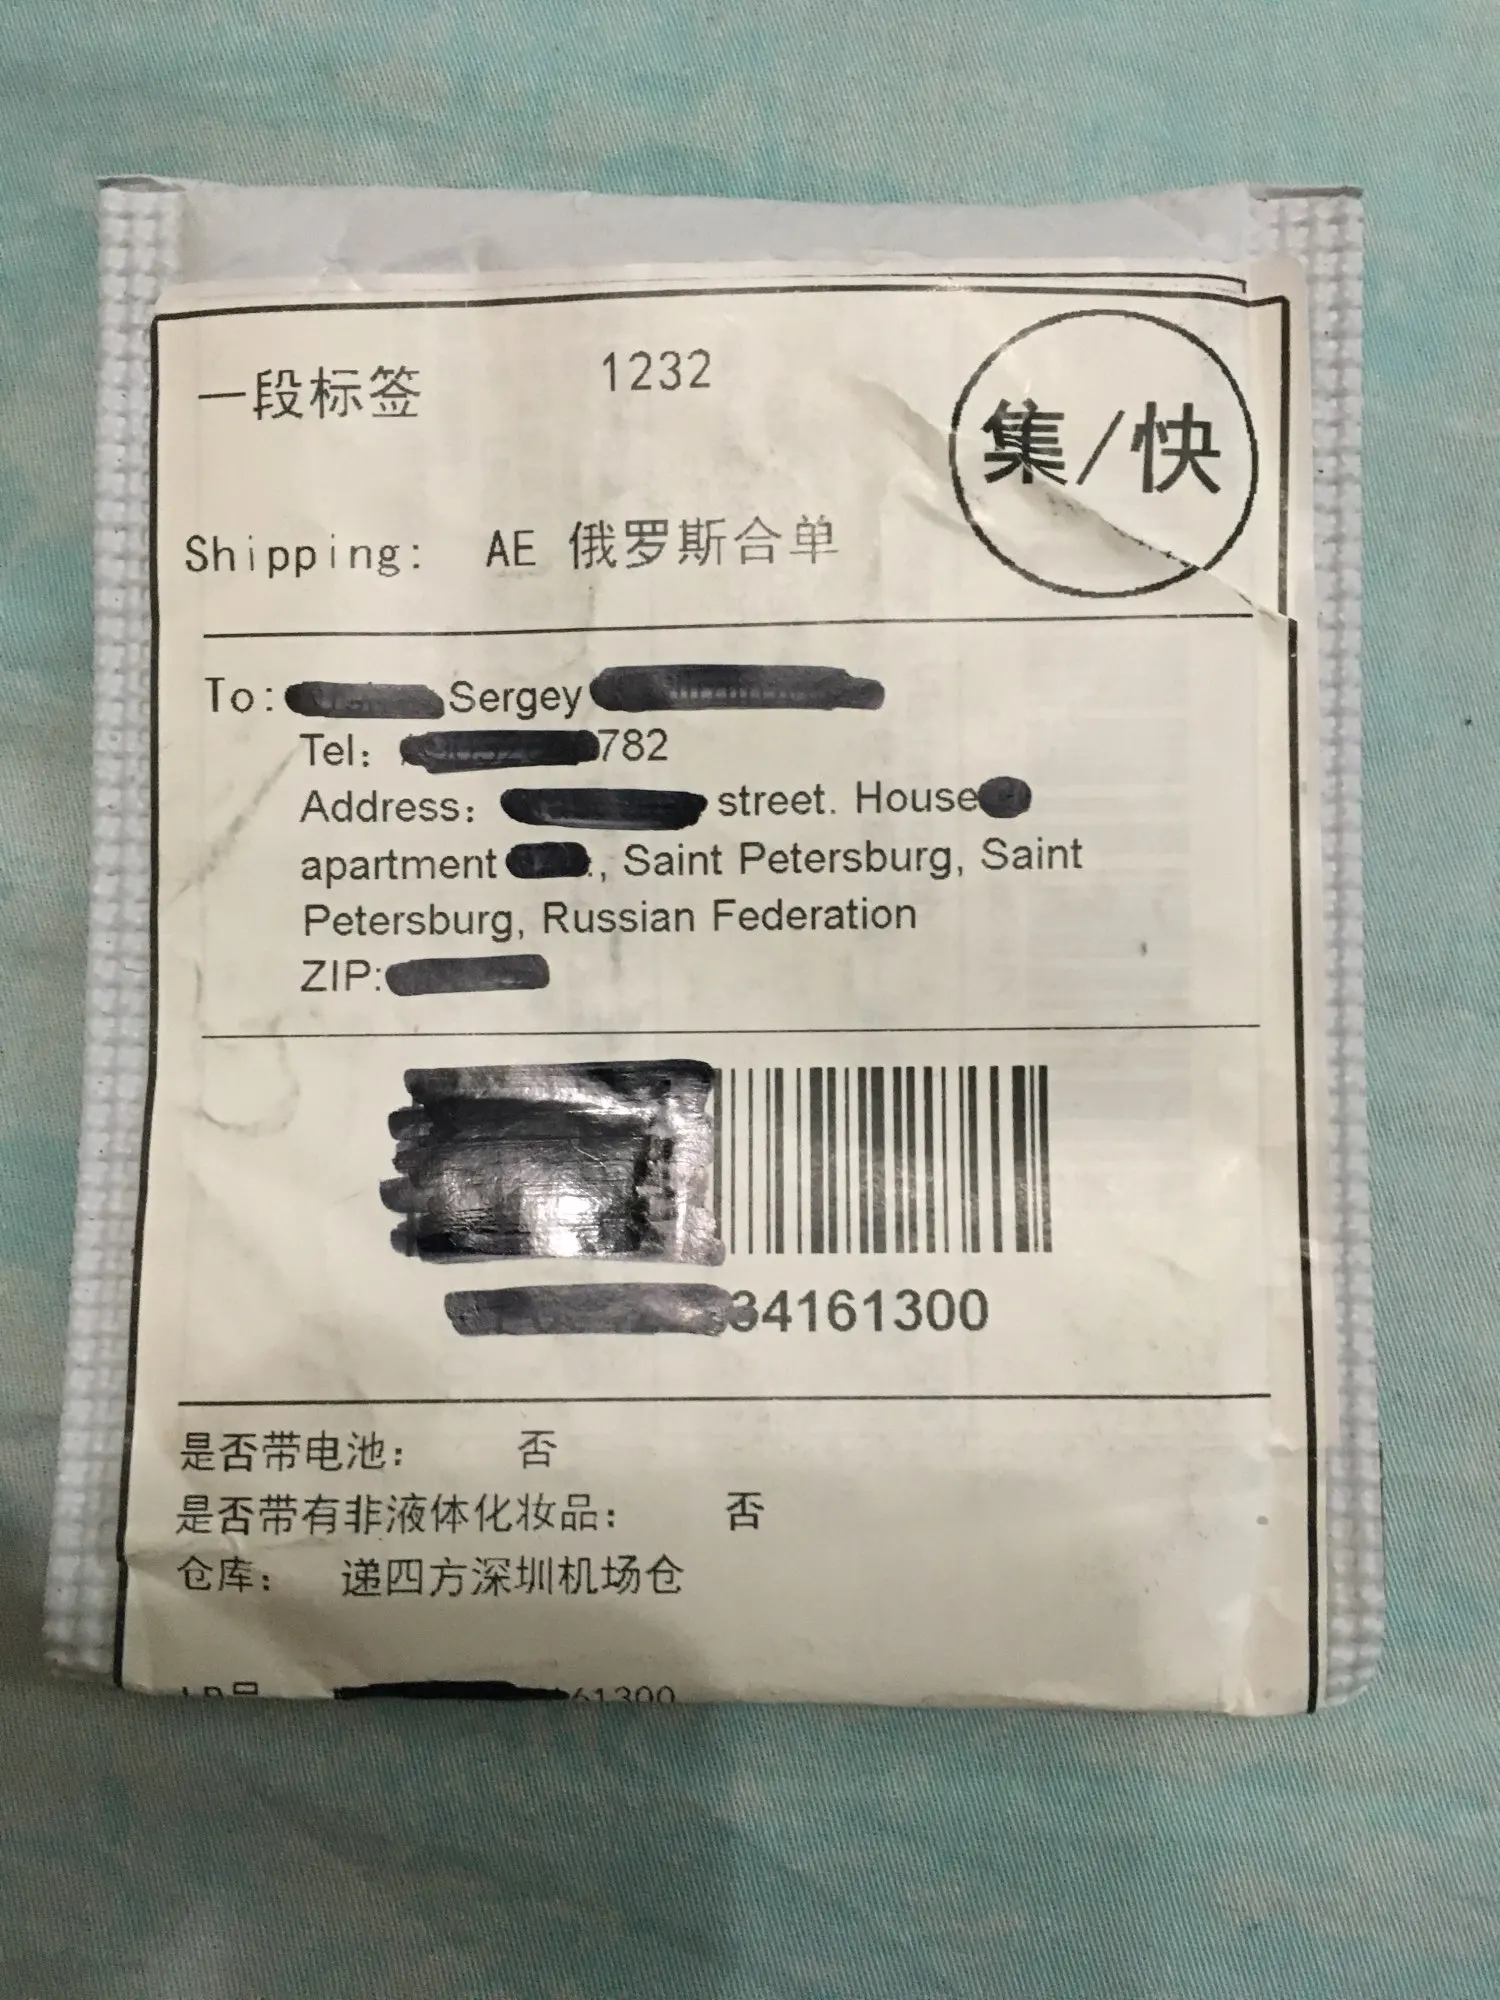 一段标签 1232
集/快
Shipping: AE 俄罗斯合单
To: Sergey
Tel: 782
Address: street. House
apartment ., Saint Petersburg, Saint
Petersburg, Russian Federation
ZIP:
34161300
是否带电池: 否
是否带有非液体化妆品: 否
仓库: 递四方深圳机场仓
61300